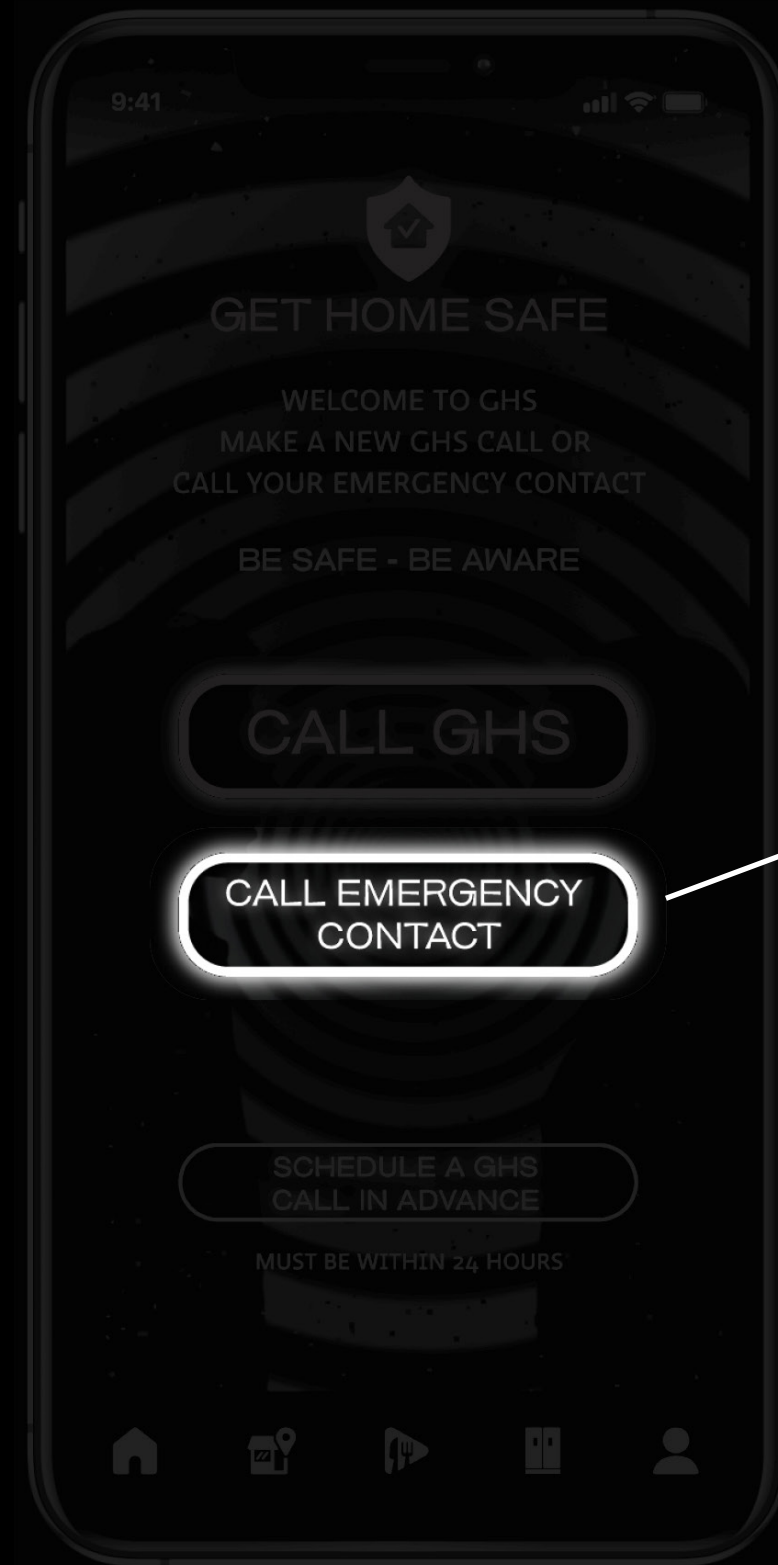 9:41
GET HOME SAFE
WELCOME TO GHS
MAKE A NEW GHS CALL OR
CALL YOUR EMERGENCY CONTACT
BE SAFE - BE AWARE
CALL GHS
CALL EMERGENCY
CONTACT
SCHEDULE A GHS
CALL IN ADVANCE
MUST BE WITHIN 24 HOURS